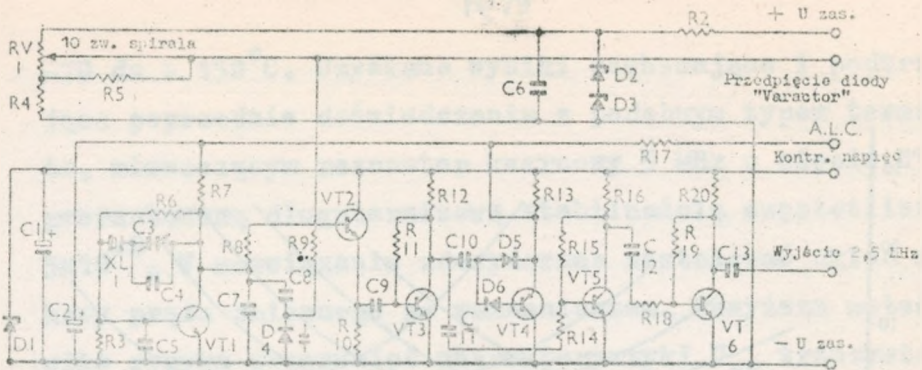 R2
+ U zas.
RV
1
10 zw. spirala
R5
R4
C6
D2
D3
Przedpięcie diody
"Varactor"
A.L.C.
R17
Kontr. napięć
R7
R6
C3
C1
XL
1
C4
C2
R3
C5
VT1
D1
VT2
R8
R9
C7
C8
D
4
R
10
C9
R12
R
11
C10
D5
VT3
C
11
D6
VT4
R13
R15
R14
VT5
R16
C
12
R18
R20
R
19
C13
VT
6
Wyjście 2,5 MHz
- U zas.